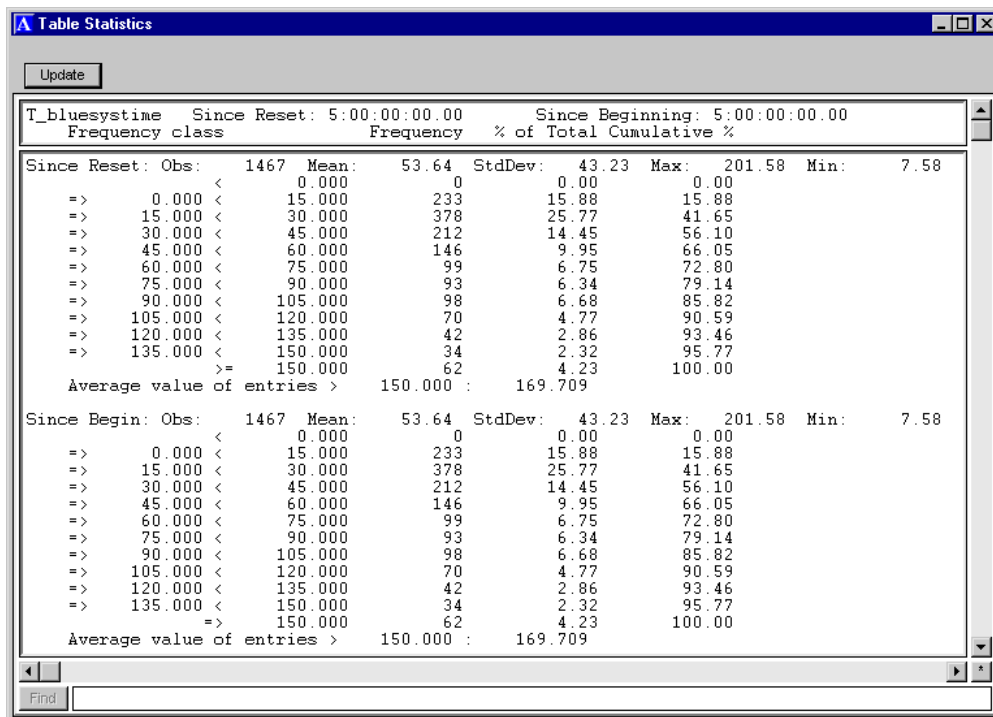 Table Statistics
Update
T_bluesystime Since Reset: 5:00:00:00.00 Since Beginning: 5:00:00:00.00
Frequency class Frequency % of Total Cumulative %
Since Reset: Obs: 1467 Mean: 53.64 StdDev: 43.23 Max: 201.58 Min: 7.58
< 0.000 0 0.00 0.00
=> 0.000 < 15.000 233 15.88 15.88
=> 15.000 < 30.000 378 25.77 41.65
=> 30.000 < 45.000 212 14.45 56.10
=> 45.000 < 60.000 146 9.95 66.05
=> 60.000 < 75.000 99 6.75 72.80
=> 75.000 < 90.000 93 6.34 79.14
=> 90.000 < 105.000 98 6.68 85.82
=> 105.000 < 120.000 70 4.77 90.59
=> 120.000 < 135.000 42 2.86 93.46
=> 135.000 < 150.000 34 2.32 95.77
>= 150.000 62 4.23 100.00
Average value of entries > 150.000 : 169.709
Since Begin: Obs: 1467 Mean: 53.64 StdDev: 43.23 Max: 201.58 Min: 7.58
< 0.000 0 0.00 0.00
=> 0.000 < 15.000 233 15.88 15.88
=> 15.000 < 30.000 378 25.77 41.65
=> 30.000 < 45.000 212 14.45 56.10
=> 45.000 < 60.000 146 9.95 66.05
=> 60.000 < 75.000 99 6.75 72.80
=> 75.000 < 90.000 93 6.34 79.14
=> 90.000 < 105.000 98 6.68 85.82
=> 105.000 < 120.000 70 4.77 90.59
=> 120.000 < 135.000 42 2.86 93.46
=> 135.000 < 150.000 34 2.32 95.77
=> 150.000 62 4.23 100.00
Average value of entries > 150.000 : 169.709
*
Find